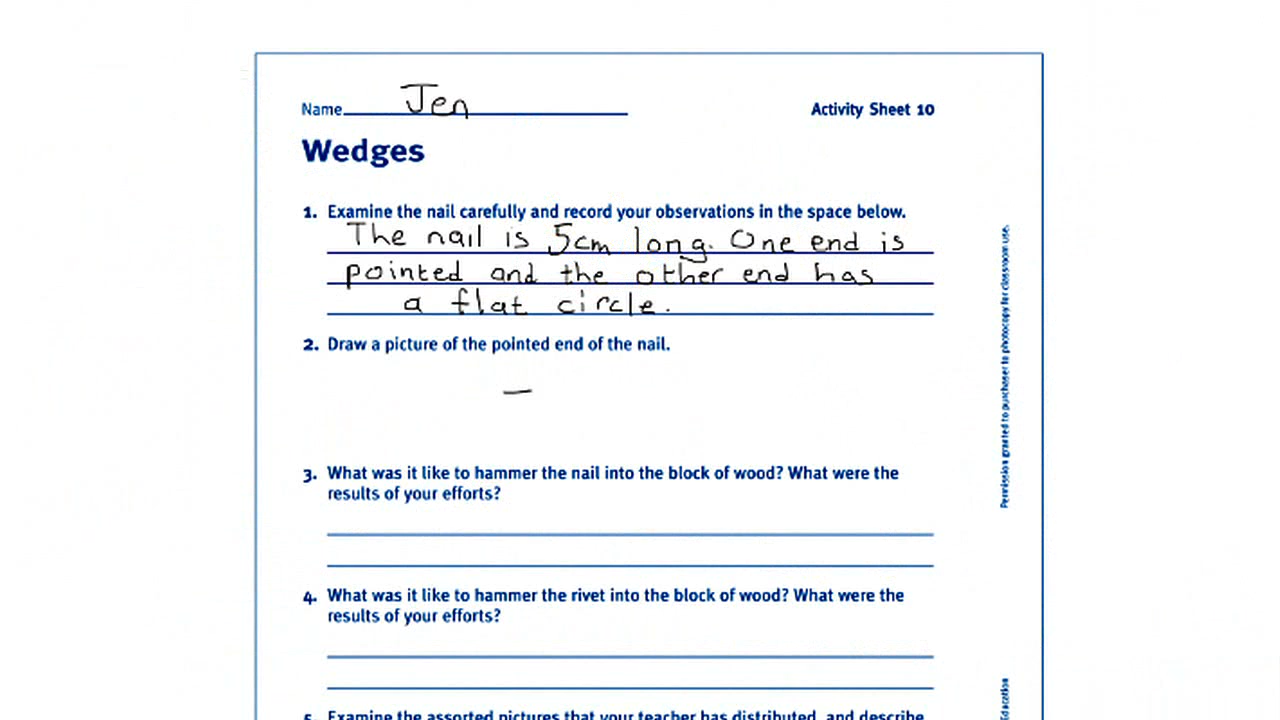 Name Jen Activity Sheet 10
Wedges
1. Examine the nail carefully and record your observations in the space below.
The nail is 5cm long. One end is
pointed and the other end has
a flat circle.
2. Draw a picture of the pointed end of the nail.
3. What was it like to hammer the nail into the block of wood? What were the
results of your efforts?
4. What was it like to hammer the rivet into the block of wood? What were the
results of your efforts?
5. Examine the assorted pictures that your teacher has distributed, and describe
Permission granted to purchaser to photocopy for classroom use.
Education